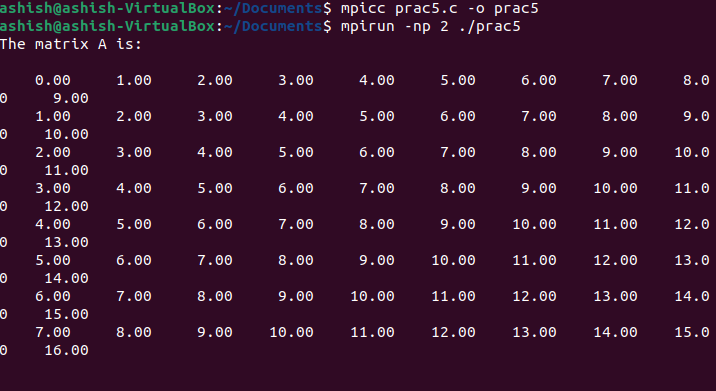 ashish@ashish-VirtualBox:~/Documents$ mpicc prac5.c -o prac5
ashish@ashish-VirtualBox:~/Documents$ mpirun -np 2 ./prac5
The matrix A is:
0.00 1.00 2.00 3.00 4.00 5.00 6.00 7.00 8.0
0 9.00
1.00 2.00 3.00 4.00 5.00 6.00 7.00 8.00 9.0
0 10.00
2.00 3.00 4.00 5.00 6.00 7.00 8.00 9.00 10.0
0 11.00
3.00 4.00 5.00 6.00 7.00 8.00 9.00 10.00 11.0
0 12.00
4.00 5.00 6.00 7.00 8.00 9.00 10.00 11.00 12.0
0 13.00
5.00 6.00 7.00 8.00 9.00 10.00 11.00 12.00 13.0
0 14.00
6.00 7.00 8.00 9.00 10.00 11.00 12.00 13.00 14.0
0 15.00
7.00 8.00 9.00 10.00 11.00 12.00 13.00 14.00 15.0
0 16.00